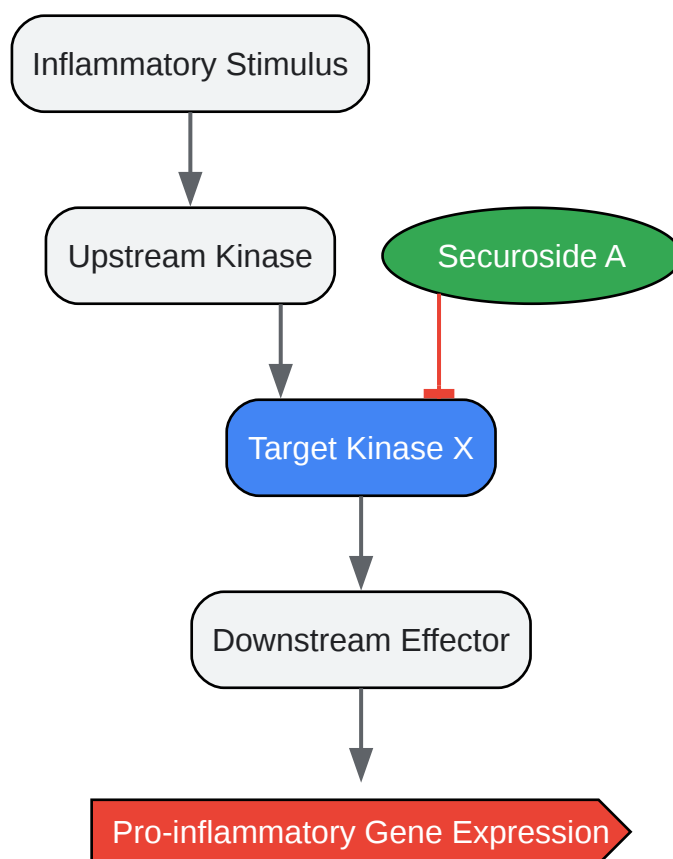 Inflammatory Stimulus
Upstream Kinase
Securoside A
Target Kinase X
Downstream Effector
Pro-inflammatory Gene Expression